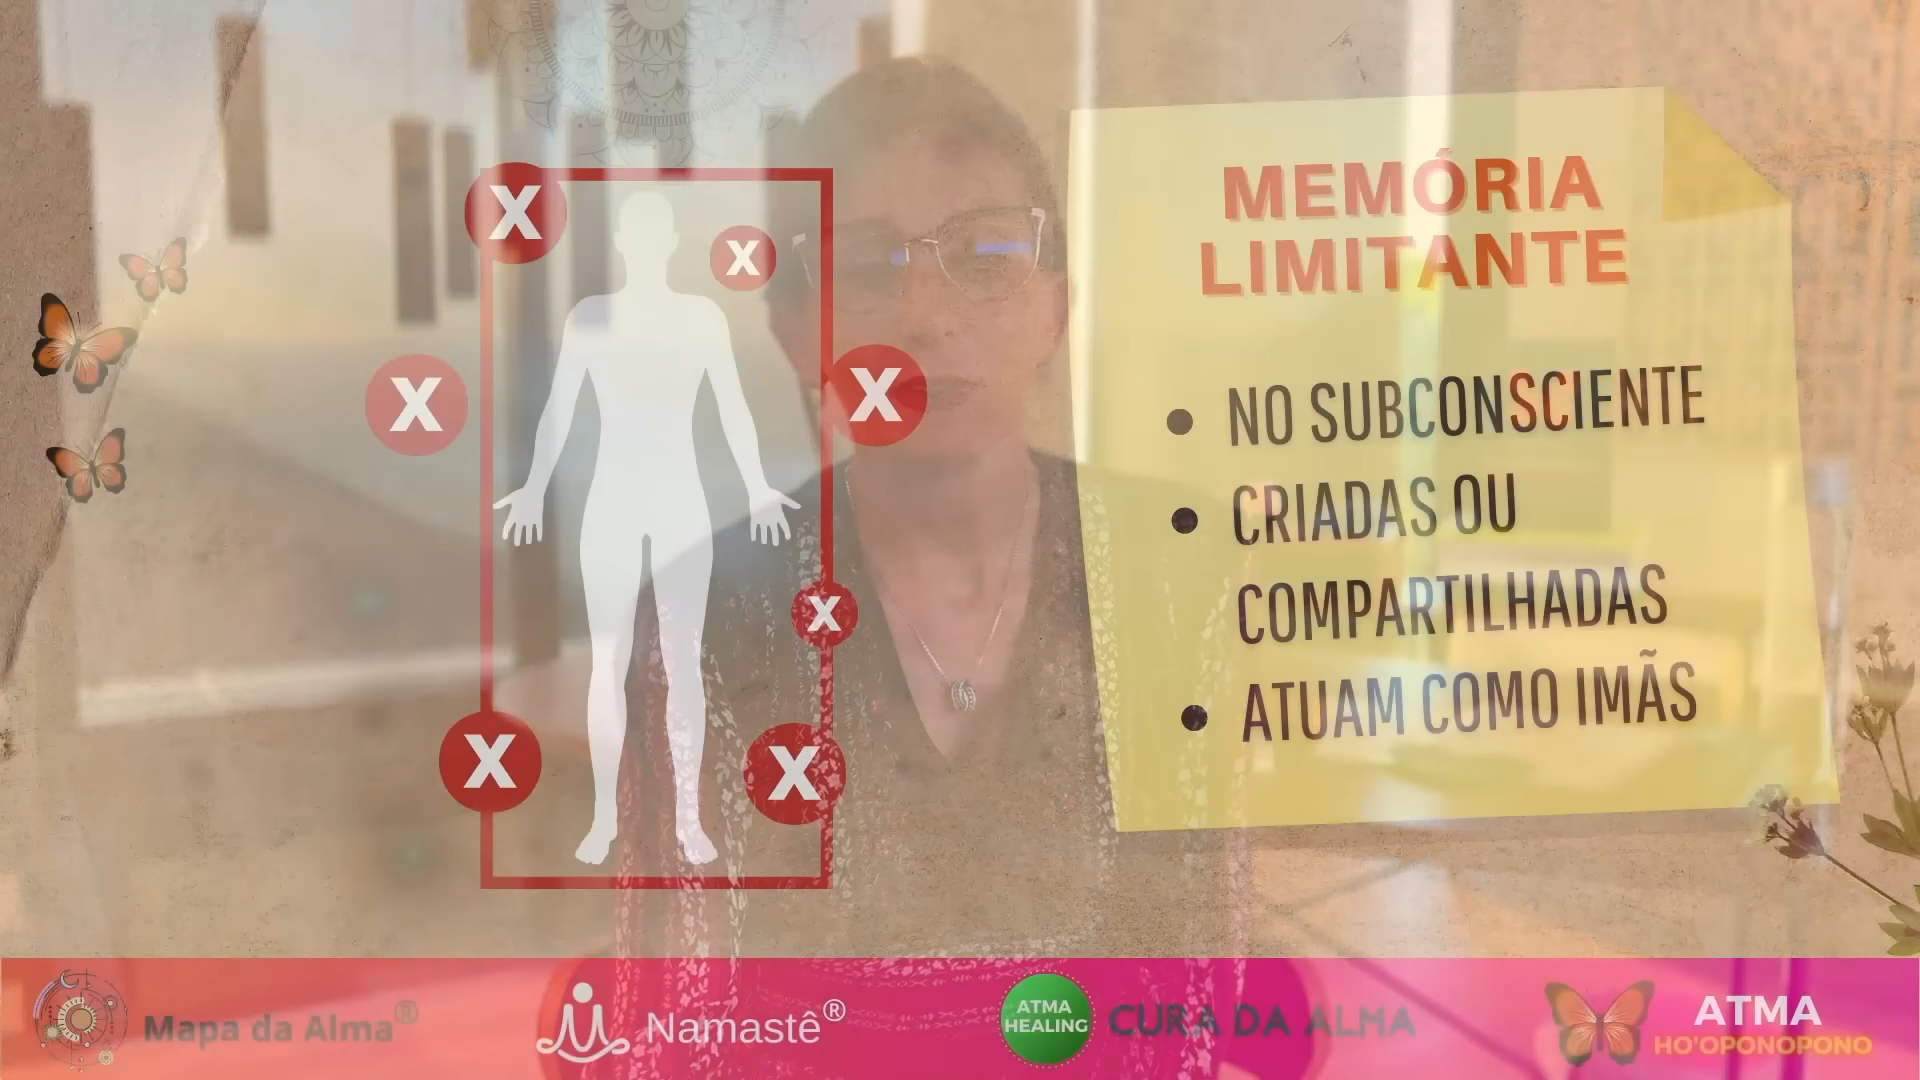 X
X
X
X
X
X
X
MEMÓRIA
LIMITANTE
• NO SUBCONSCIENTE
• CRIADAS OU
COMPARTILHADAS
• ATUAM COMO IMÃS
Mapa da Alma®
Namastê®
ATMA
HEALING
CURA DA ALMA
ATMA
HO'OPONOPONO